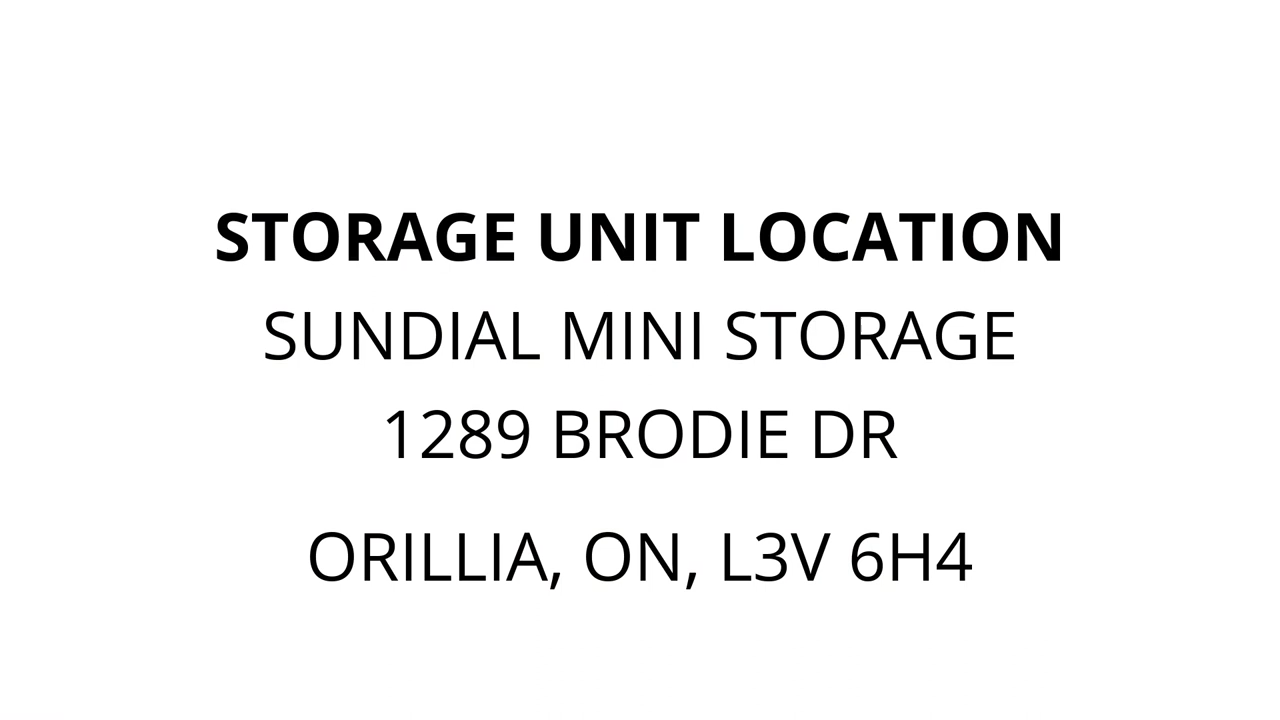 STORAGE UNIT LOCATION
SUNDIAL MINI STORAGE
1289 BRODIE DR
ORILLIA, ON, L3V 6H4